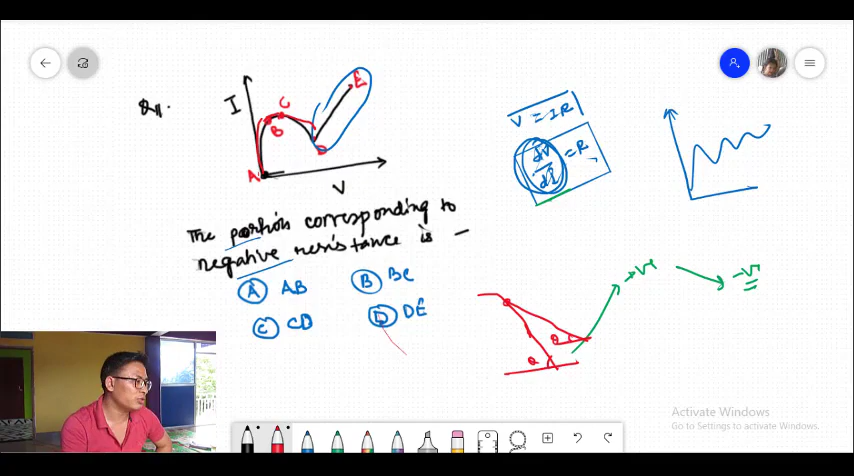 Q11.
I
C
B
A
D
E
V
V = IR
dV/dI = R
The portion corresponding to
negative resistance is -
(A) AB
(B) BC
(C) CD
(D) DE
→ +ve
-ve
θ
θ
Activate Windows
Go to Settings to activate Windows.